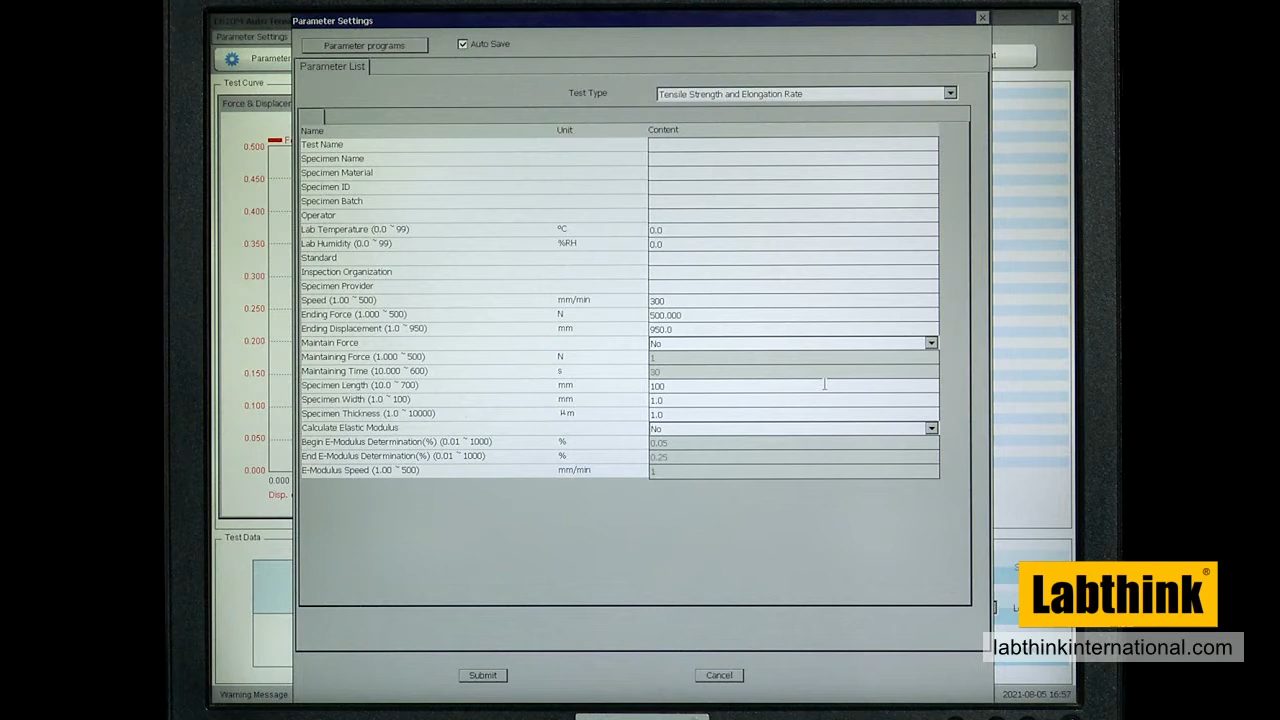 Parameter Settings
Parameter Settings
Parameter programs
Auto Save
Parameter
Parameter List
Test Curve
Test Type
Tensile Strength and Elongation Rate
Force & Displacem
Name Unit Content
Test Name
Specimen Name
Specimen Material
Specimen ID
Specimen Batch
Operator
Lab Temperature (0.0 ~ 99) ºC 0.0
Lab Humidity (0.0 ~ 99) %RH 0.0
Standard
Inspection Organization
Specimen Provider
Speed (1.00 ~ 500) mm/min 300
Ending Force (1.000 ~ 500) N 500.000
Ending Displacement (1.0 ~ 950) mm 950.0
Maintain Force No
Maintaining Force (1.000 ~ 500) N 1
Maintaining Time (10.000 ~ 600) s 30
Specimen Length (10.0 ~ 700) mm 100
Specimen Width (1.0 ~ 100) mm 1.0
Specimen Thickness (1.0 ~ 10000) μm 1.0
Calculate Elastic Modulus No
Begin E-Modulus Determination(%) (0.01 ~ 1000) % 0.05
End E-Modulus Determination(%) (0.01 ~ 1000) % 0.25
E-Modulus Speed (1.00 ~ 500) mm/min 1
0.500
0.450
0.400
0.350
0.300
0.250
0.200
0.150
0.100
0.050
0.000
0.000
Disp.
Test Data
Submit
Cancel
Warning Message
2021-08-05 16:57
Labthink®
labthinkinternational.com